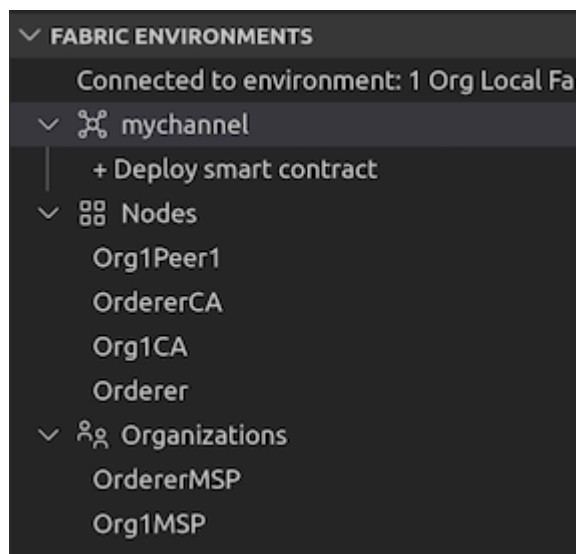 FABRIC ENVIRONMENTS
Connected to environment: 1 Org Local Fa
mychannel
+ Deploy smart contract
Nodes
Org1Peer1
OrdererCA
Org1CA
Orderer
Organizations
OrdererMSP
Org1MSP